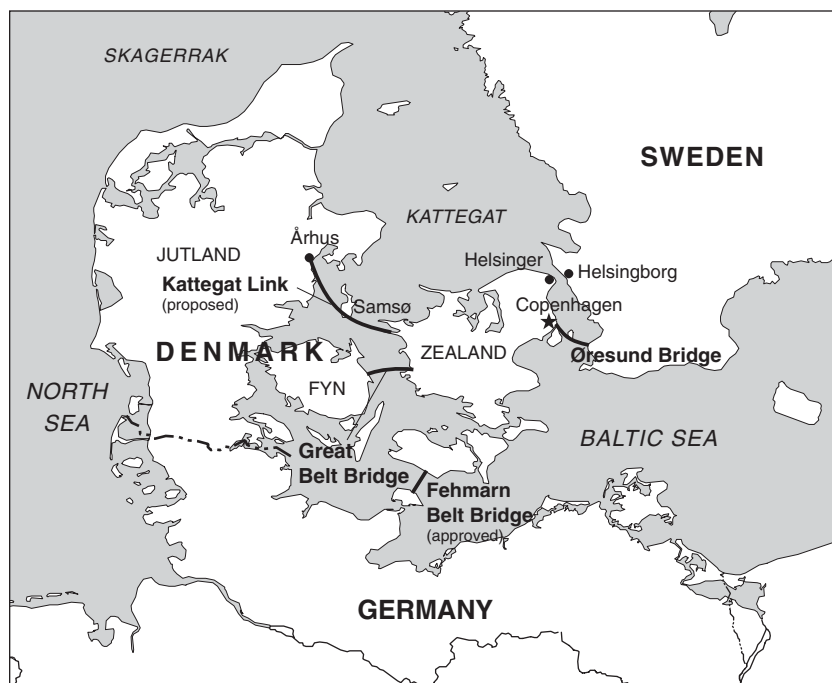 SKAGERRAK
SWEDEN
KATTEGAT
Århus
JUTLAND
Helsinger
Helsingborg
Kattegat Link
(proposed)
Samsø
Copenhagen
DENMARK
ZEALAND
Øresund Bridge
FYN
NORTH
SEA
BALTIC SEA
Great
Belt Bridge
Fehmarn
Belt Bridge
(approved)
GERMANY